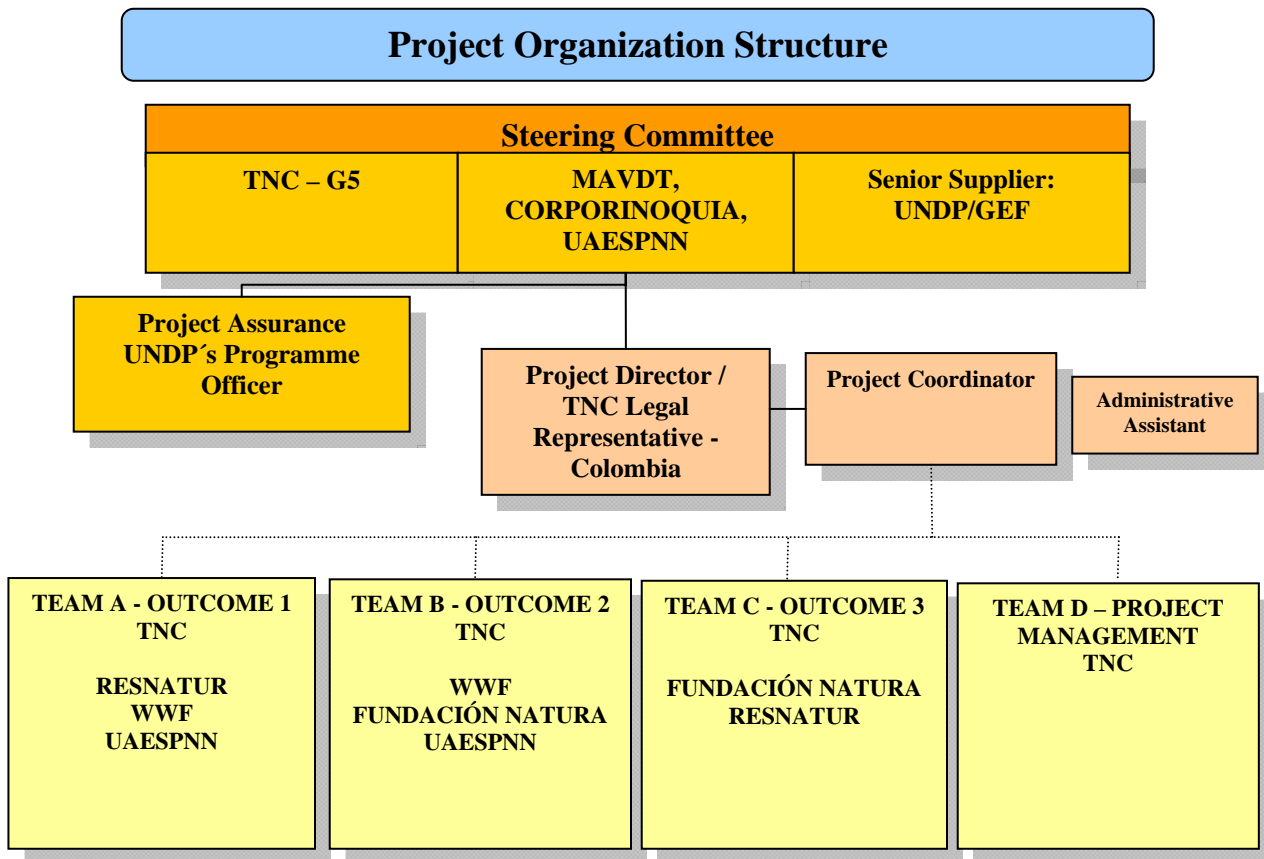 Project Organization Structure
Steering Committee
TNC – G5
MAVDT,
CORPORINOQUIA,
UAESPNN
Senior Supplier:
UNDP/GEF
Project Assurance
UNDP´s Programme
Officer
Project Director /
TNC Legal
Representative -
Colombia
Project Coordinator
Administrative
Assistant
TEAM A - OUTCOME 1
TNC
RESNATUR
WWF
UAESPNN
TEAM B - OUTCOME 2
TNC
WWF
FUNDACIÓN NATURA
UAESPNN
TEAM C - OUTCOME 3
TNC
FUNDACIÓN NATURA
RESNATUR
TEAM D – PROJECT
MANAGEMENT
TNC